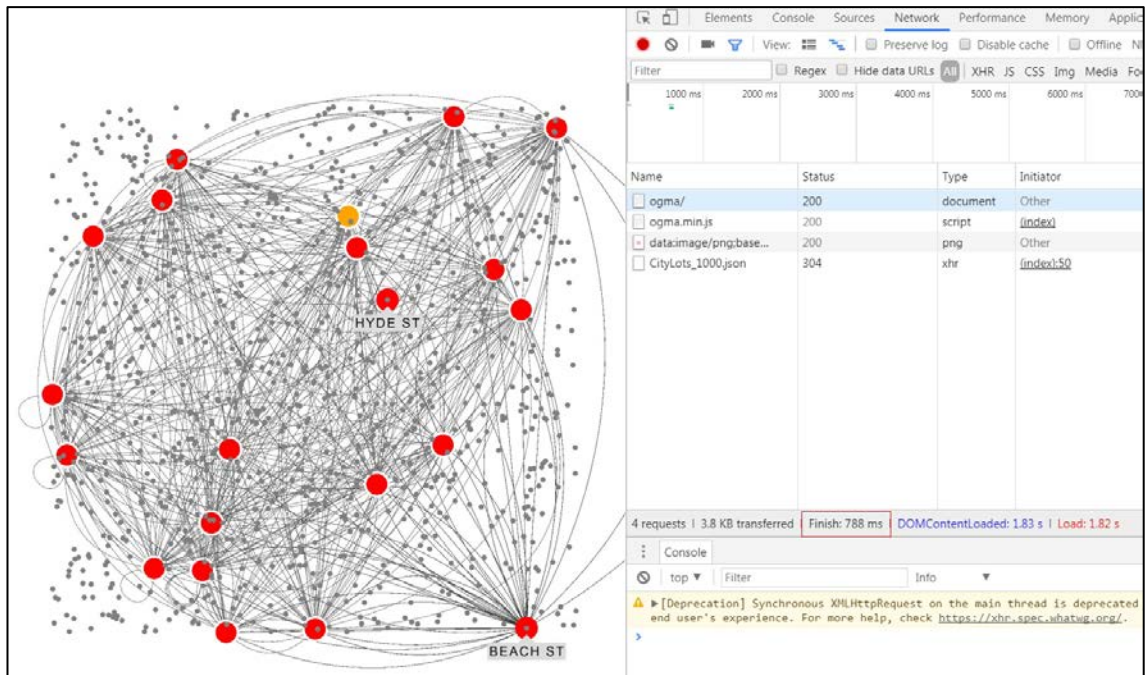 HYDE ST
BEACH ST
Elements Console Sources Network Performance Memory Applic
View: Preserve log Disable cache Offline
Filter Regex Hide data URLs All XHR JS CSS Img Media
1000 ms 2000 ms 3000 ms 4000 ms 5000 ms 6000 ms 700
Name Status Type Initiator
ogma/ 200 document Other
ogma.min.js 200 script (index)
data:image/png;base... 200 png Other
CityLots_1000.json 304 xhr (index):50
4 requests | 3.8 KB transferred | Finish: 788 ms | DOMContentLoaded: 1.83 s | Load: 1.82 s
Console
top ▼ Filter Info ▼
▶[Deprecation] Synchronous XMLHttpRequest on the main thread is deprecated
end user's experience. For more help, check https://xhr.spec.whatwg.org/.